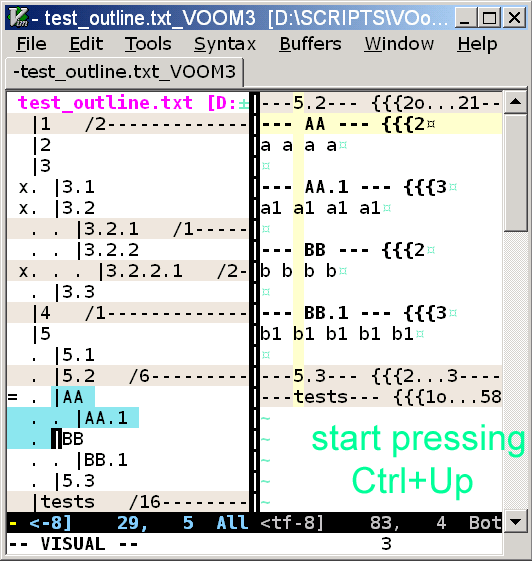 - test_outline.txt_VOOM3 [D:\SCRIPTS\VOo...
File Edit Tools Syntax Buffers Window Help
-test_outline.txt_VOOM3
test_outline.txt [D:
|1 /2------------
|2
|3
x. |3.1
x. |3.2
. . |3.2.1 /1-----
. . |3.2.2
x. . . |3.2.2.1 /2-
. |3.3
|4 /1------------
|5
. |5.1
. |5.2 /6---------
= . |AA
. . |AA.1
. |BB
. . |BB.1
. |5.3
|tests /16--------
- <-8] 29, 5 All
---5.2--- {{{2o...21--
--- AA --- {{{2¤
a a a a¤
¤
--- AA.1 --- {{{3¤
a1 a1 a1 a1¤
¤
--- BB --- {{{2¤
b b b b¤
¤
--- BB.1 --- {{{3¤
b1 b1 b1 b1 b1¤
¤
---5.3--- {{{2...3----
---tests--- {{{1o...58
~
~
~
~
~
start pressing
Ctrl+Up
<tf-8] 83, 4 Bot
-- VISUAL -- 3